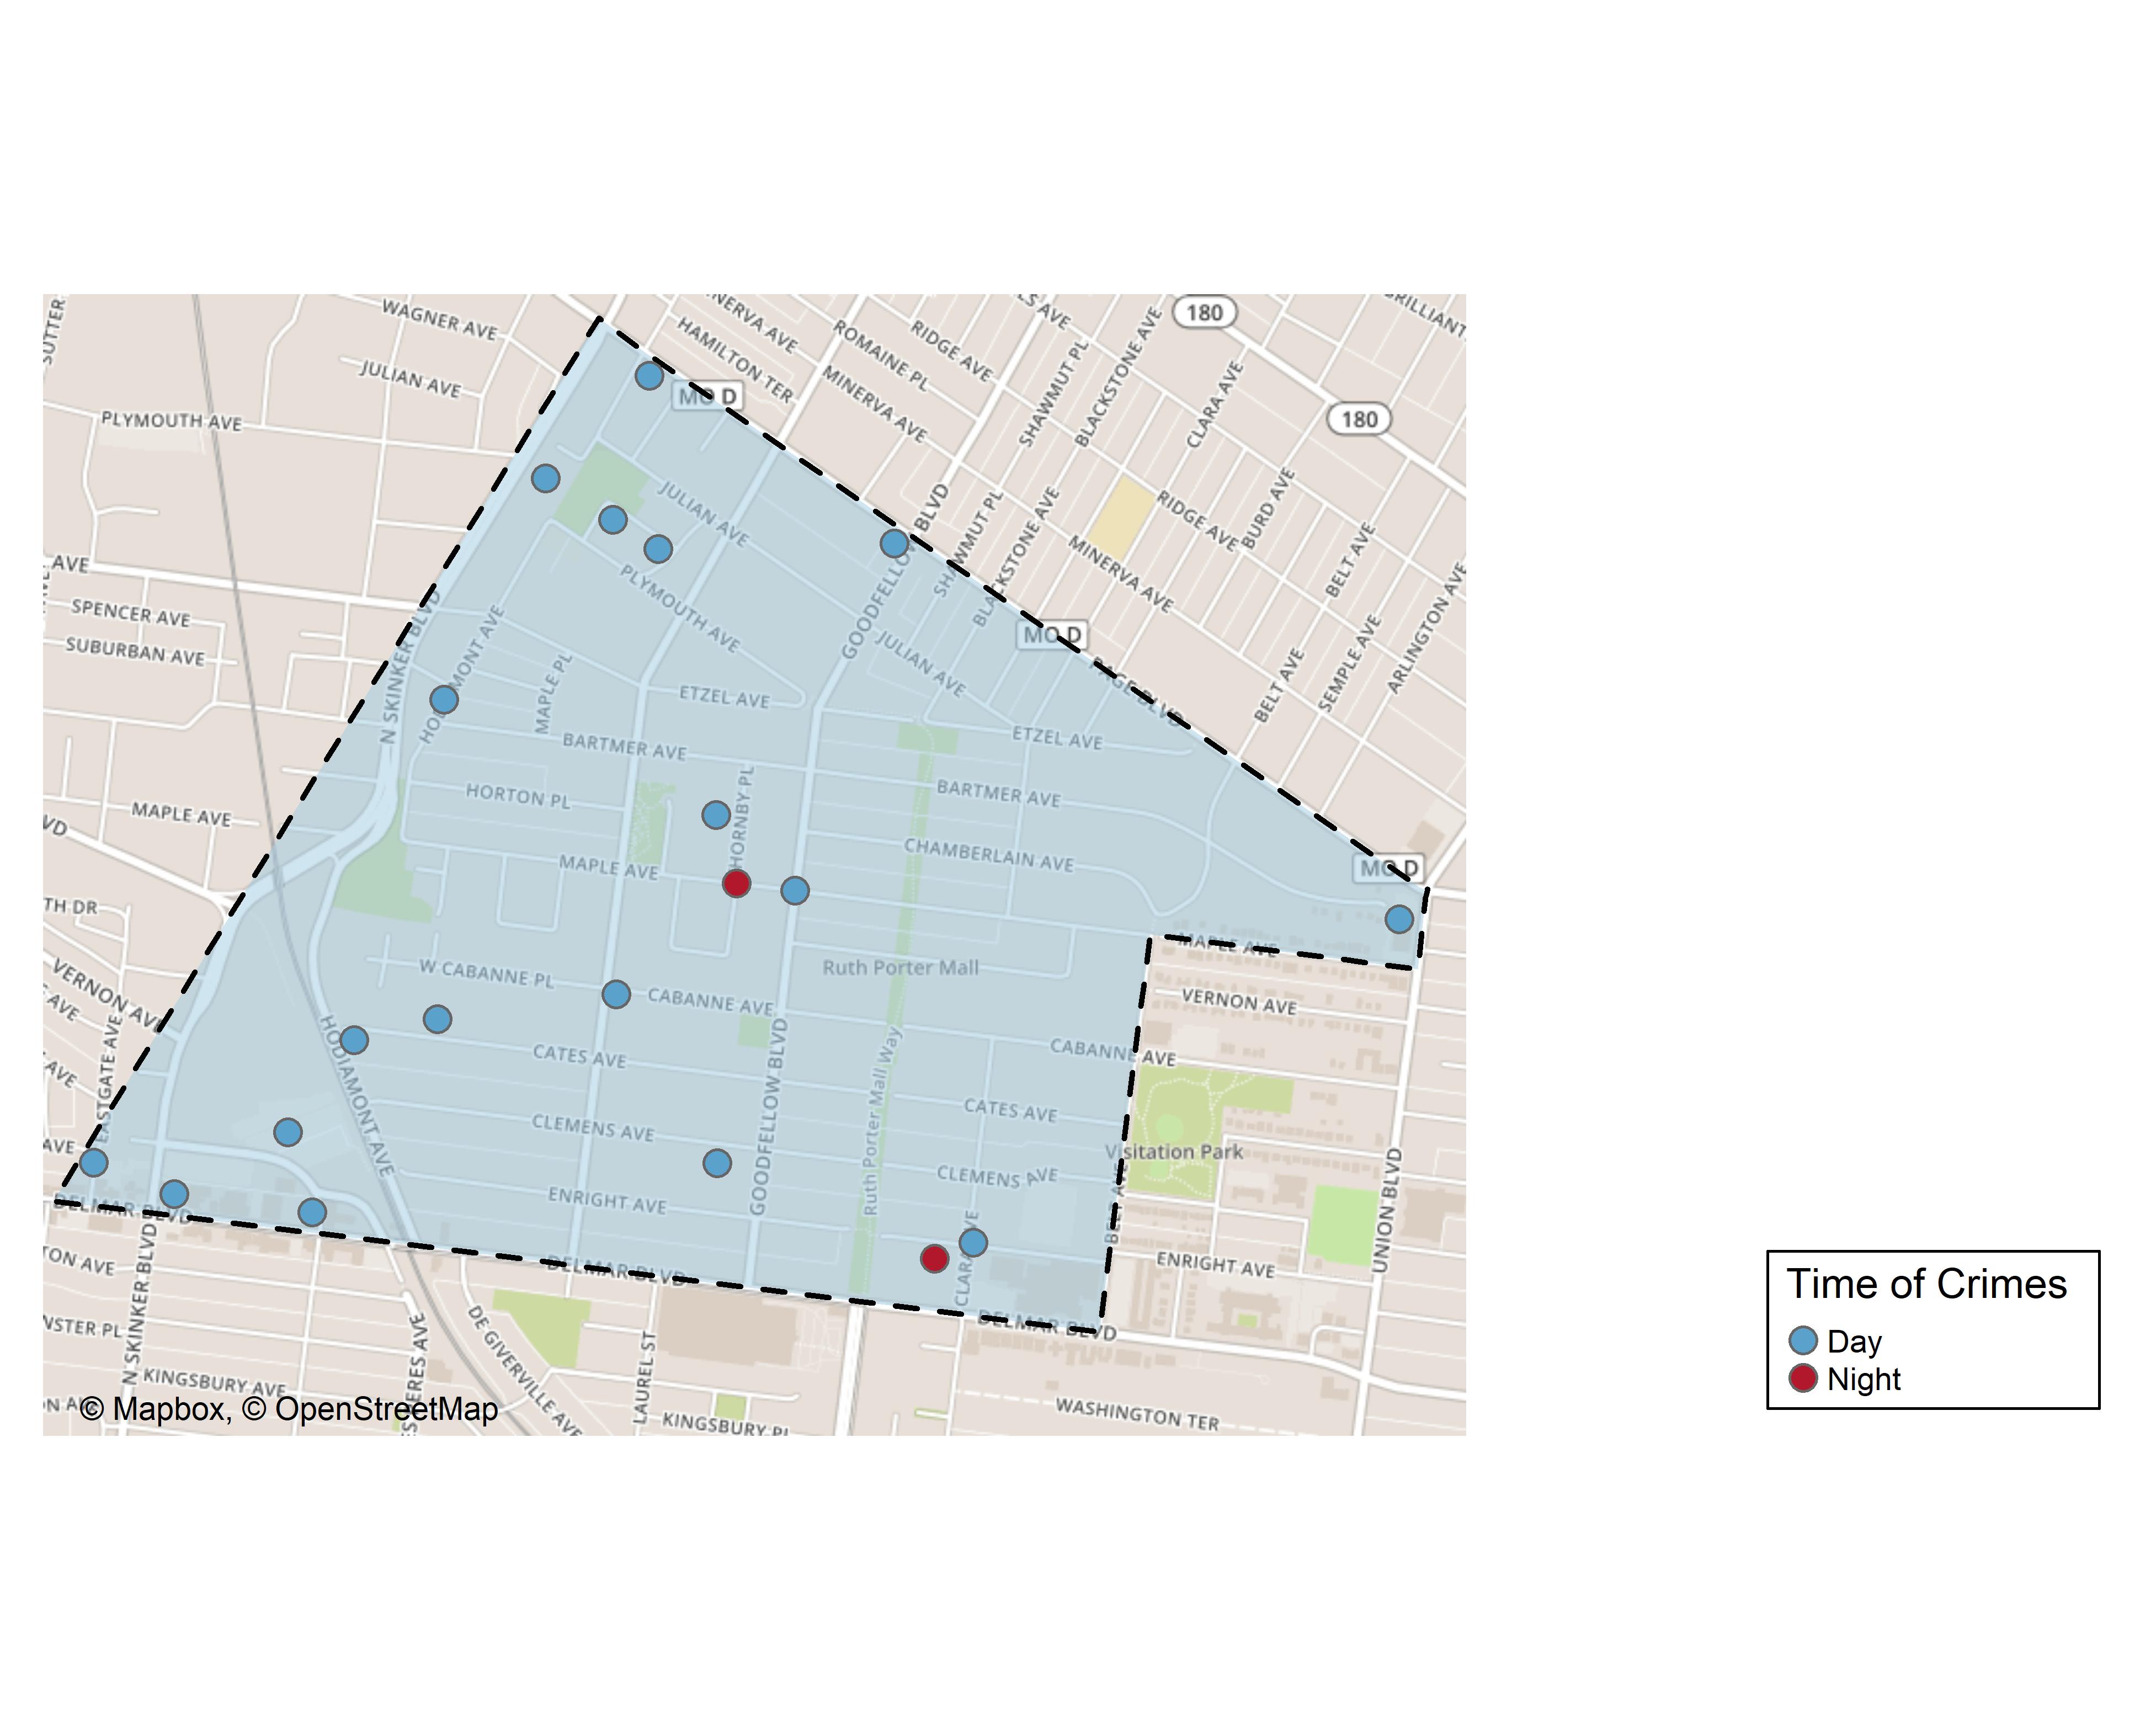 WAGNER AVE
HAMILTON TER
ROMAINE PL
RIDGE AVE
180
JULIAN AVE
MO D
MINERVA AVE
SHAWMUT PL
BLACKSTONE AVE
CLARA AVE
180
PLYMOUTH AVE
JULIAN AVE
GOODFELLOW BLVD
SHAWMUT PL
BLACKSTONE AVE
RIDGE AVE
BURD AVE
MINERVA AVE
BELT AVE
ARLINGTON AVE
AVE
SPENCER AVE
SUBURBAN AVE
N SKINKER BLVD
MAPLE PL
PLYMOUTH AVE
ETZEL AVE
JULIAN AVE
MO D
PAGE BLVD
BELT AVE
SEMPLE AVE
BARTMER AVE
ETZEL AVE
HORTON PL
HORNBY PL
BARTMER AVE
MAPLE AVE
VD
MAPLE AVE
CHAMBERLAIN AVE
MO D
TH DR
W CABANNE PL
Ruth Porter Mall
MAPLE AVE
VERNON AVE
AVE
CABANNE AVE
VERNON AVE
EASTGATE AVE
HODIAMONT AVE
CATES AVE
GOODFELLOW BLVD
Ruth Porter Mall Way
CABANNE AVE
AVE
CLEMENS AVE
CATES AVE
AVE
Visitation Park
ENRIGHT AVE
CLEMENS AVE
BELT AVE
UNION BLVD
DELMAR BLVD
DELMAR BLVD
CLARA AVE
ENRIGHT AVE
TON AVE
N SKINKER BLVD
DE GIVERVILLE AVE
DELMAR BLVD
NSTER PL
LAUREL ST
KINGSBURY AVE
KINGSBURY PL
WASHINGTON TER
© Mapbox, © OpenStreetMap
Time of Crimes
Day
Night